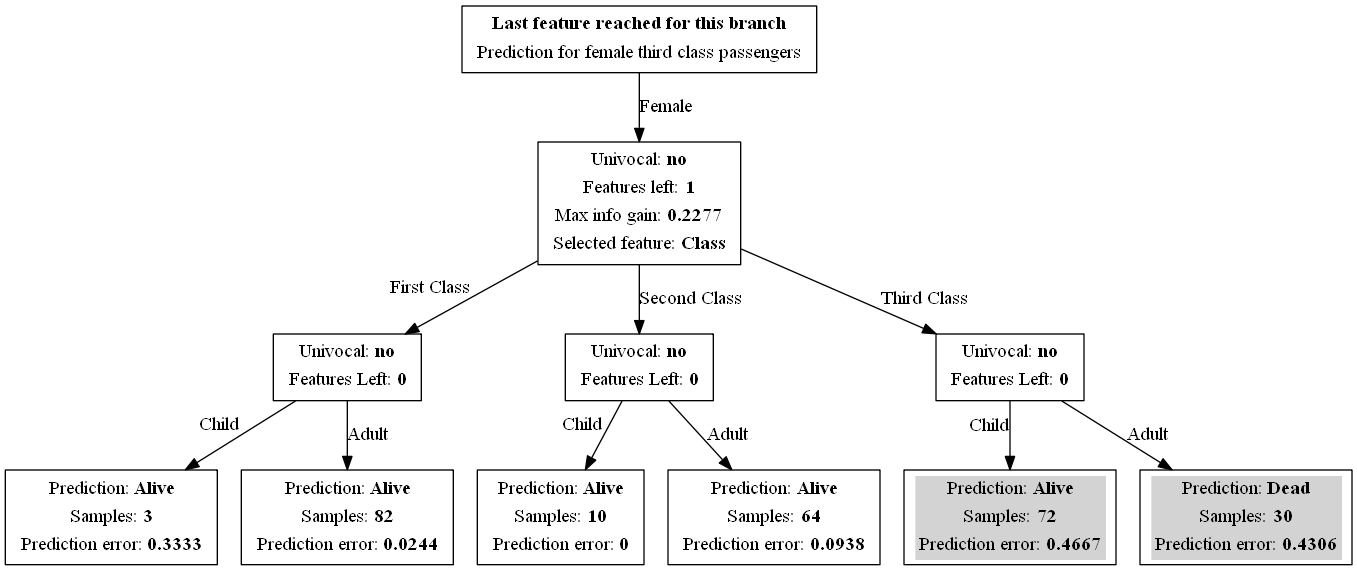 Last feature reached for this branch
Prediction for female third class passengers
Female
Univocal: no
Features left: 1
Max info gain: 0.2277
Selected feature: Class
First Class
Second Class
Third Class
Univocal: no
Features Left: 0
Univocal: no
Features Left: 0
Univocal: no
Features Left: 0
Child
Adult
Child
Adult
Child
Adult
Prediction: Alive
Samples: 3
Prediction error: 0.3333
Prediction: Alive
Samples: 82
Prediction error: 0.0244
Prediction: Alive
Samples: 10
Prediction error: 0
Prediction: Alive
Samples: 64
Prediction error: 0.0938
Prediction: Alive
Samples: 72
Prediction error: 0.4667
Prediction: Dead
Samples: 30
Prediction error: 0.4306